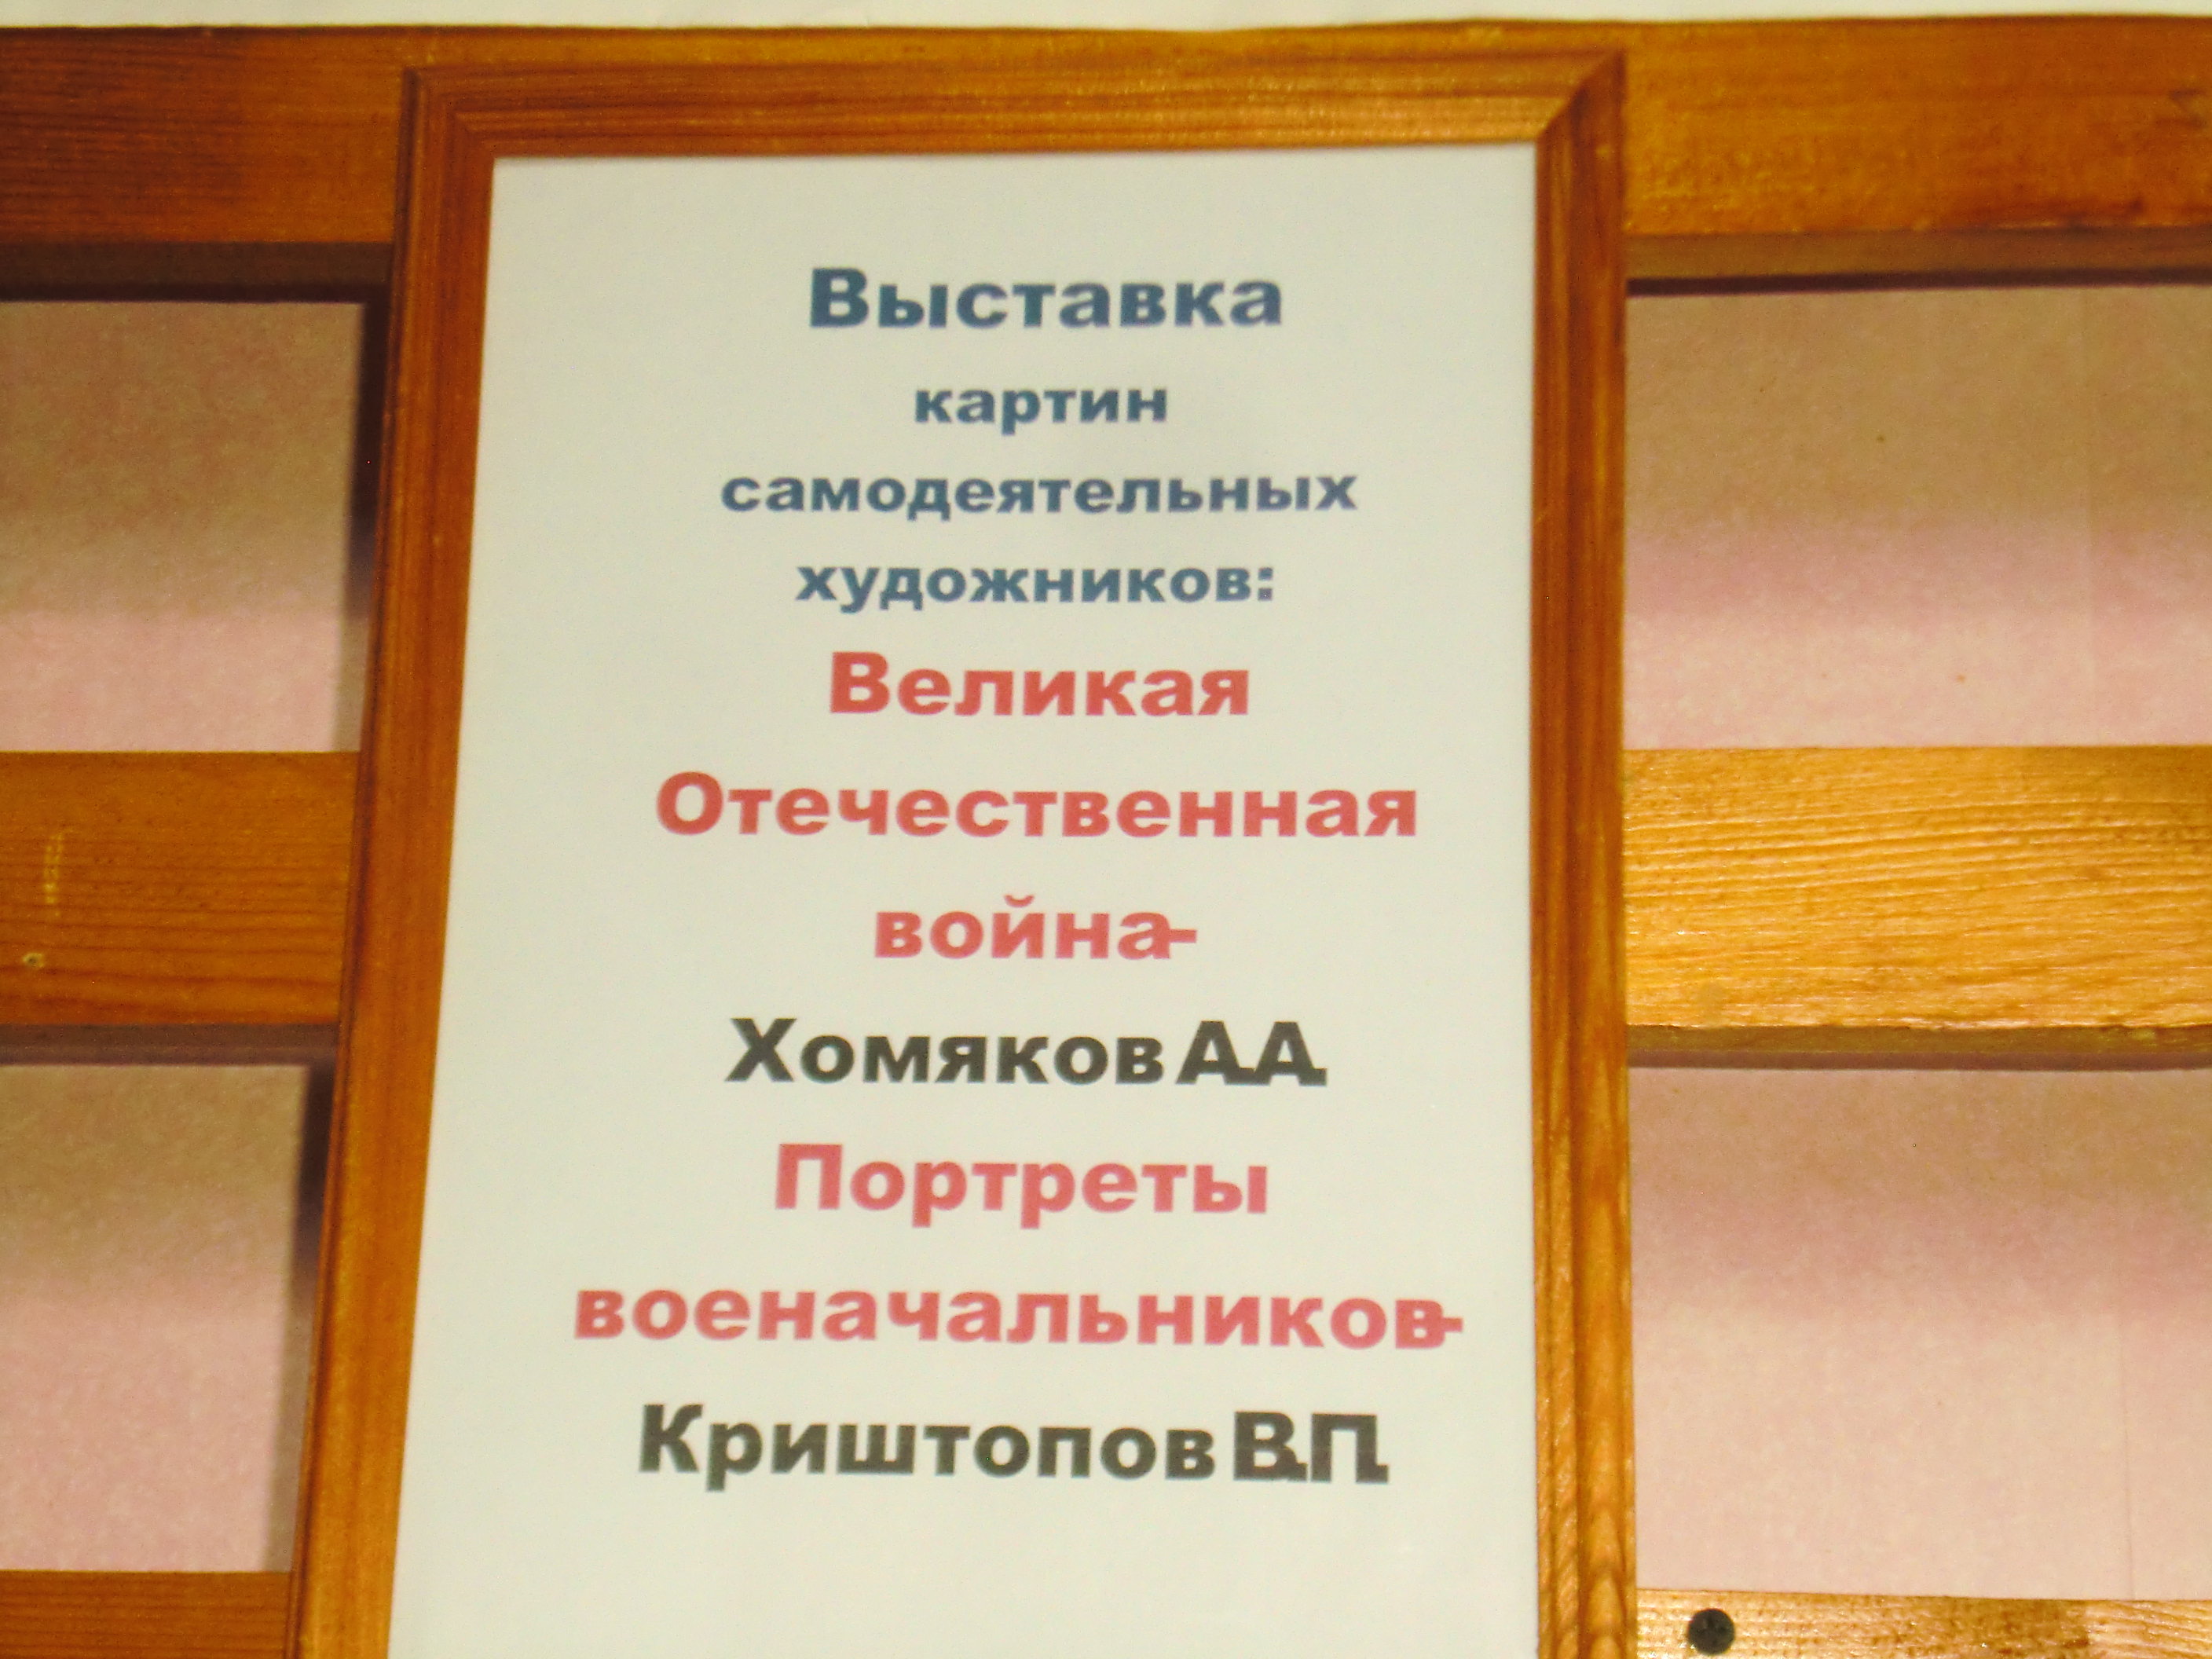 Выставка
картин
самодеятельных
художников:
Великая
Отечественная
война-
Хомяков А.А.
Портреты
военачальников-
Криштопов В.П.